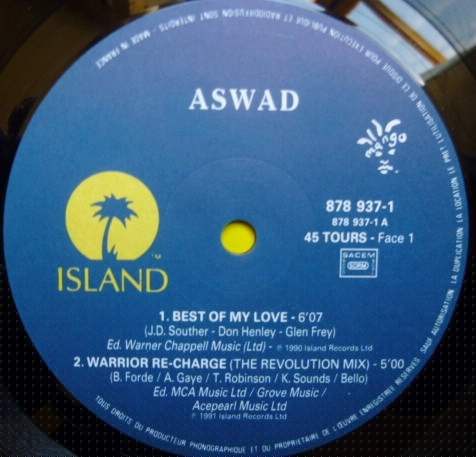 ASWAD
mango
878 937-1
878 937-1 A
45 TOURS - Face 1
SACEM
SDRM
ISLAND
TM
1. BEST OF MY LOVE - 6'07
(J.D. Souther - Don Henley - Glen Frey)
Ed. Warner Chappell Music (Ltd) - ℗ 1990 Island Records Ltd
2. WARRIOR RE-CHARGE (THE REVOLUTION MIX) - 5'00
(B. Forde / A. Gaye / T. Robinson / K. Sounds / Bello)
Ed. MCA Music Ltd / Grove Music /
Acepearl Music Ltd
℗ 1991 Island Records Ltd
TOUS DROITS DU PRODUCTEUR PHONOGRAPHIQUE ET DU PROPRIETAIRE DE L'ŒUVRE ENREGISTREE RESERVES SAUF AUTORISATION LA DUPLICATION LA LOCATION LE PRET L'UTILISATION DE CE DISQUE POUR EXECUTION PUBLIQUE ET RADIODIFFUSION SONT INTERDITS - MADE IN FRANCE